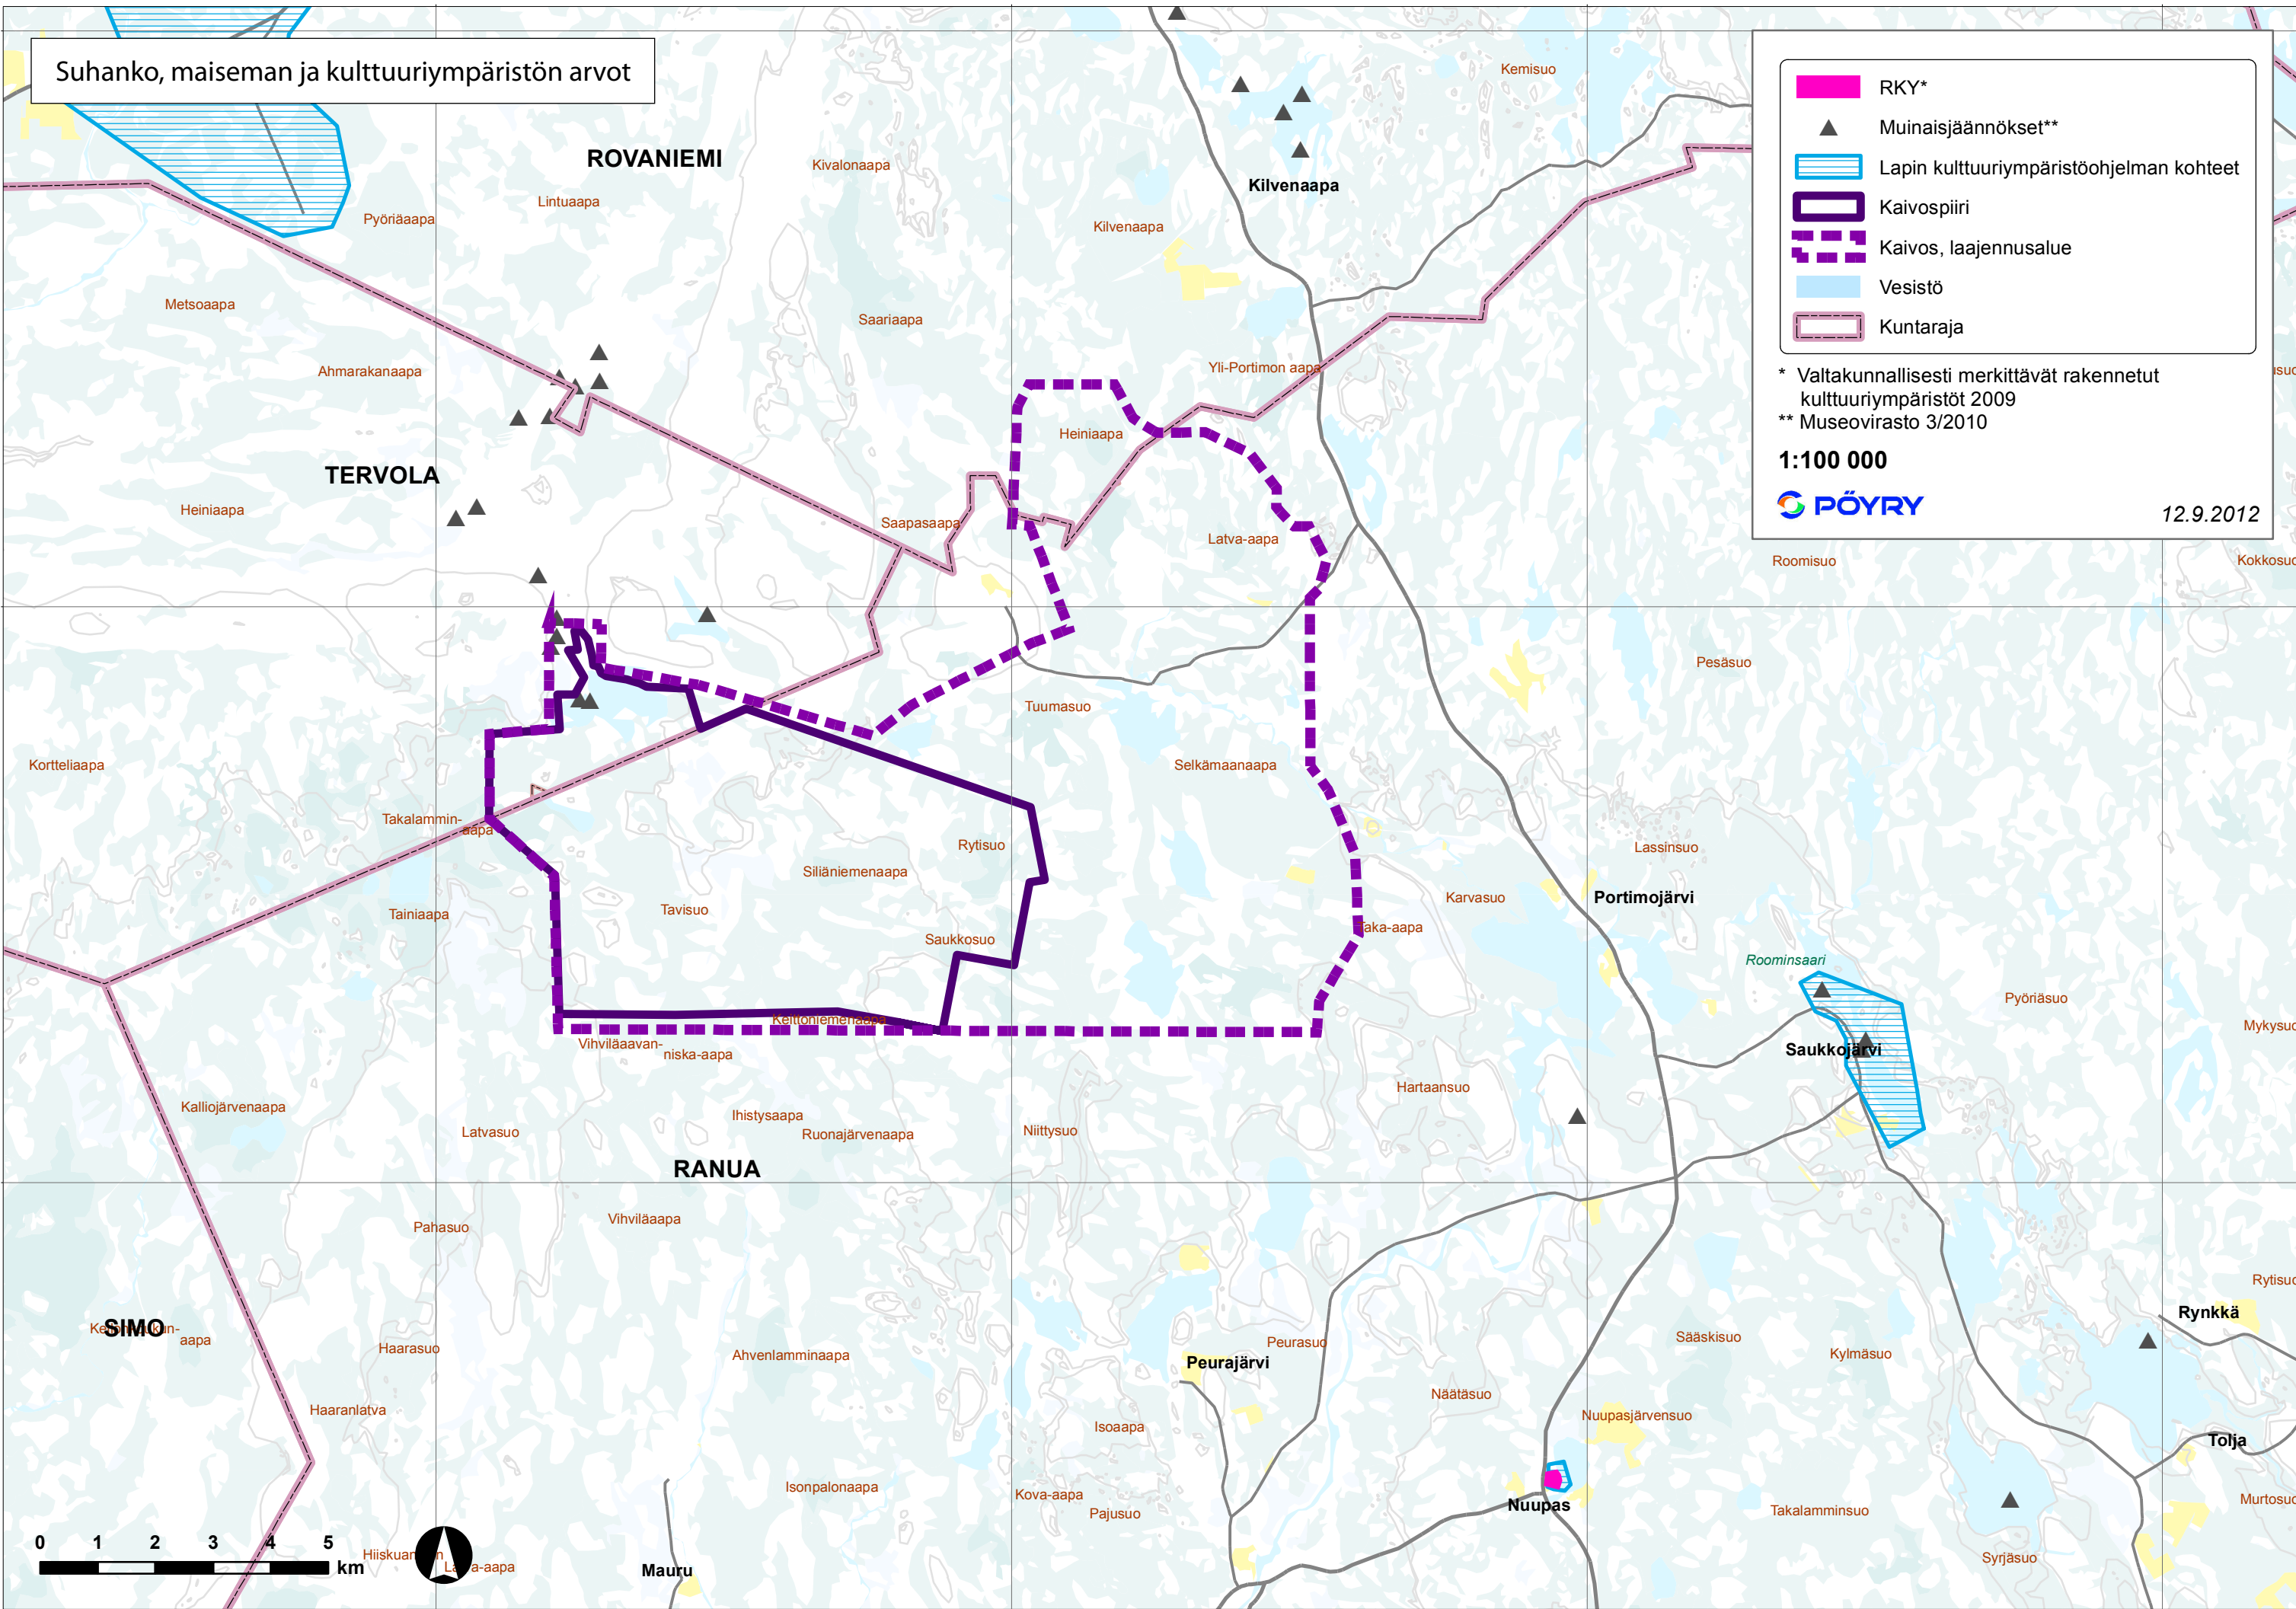 Suhanko, maiseman ja kulttuuriympäristön arvot
RKY*
Muinaisjäännökset**
Lapin kulttuuriympäristöohjelman kohteet
Kaivospiiri
Kaivos, laajennusalue
Vesistö
Kuntaraja
* Valtakunnallisesti merkittävät rakennetut
kulttuuriympäristöt 2009
** Museovirasto 3/2010
1:100 000
PÖYRY
12.9.2012
Kemisuo
ROVANIEMI
Kivalonaapa
Kilvenaapa
Lintuaapa
Pyöriäaapa
Kilvenaapa
Metsoaapa
Saariaapa
Ahmarakanaapa
Yli-Portimon aapa
Heiniaapa
TERVOLA
Heiniaapa
Saapasaapa
Latva-aapa
Roomisuo
Kokkosuo
Pesäsuo
Tuumasuo
Kortteliaapa
Selkämaanaapa
Takalammin-
aapa
Rytisuo
Lassinsuo
Siliäniemenaapa
Portimojärvi
Karvasuo
Tavisuo
Tainiaapa
Taka-aapa
Saukkosuo
Roominsaari
Pyöriäsuo
Keittoniemenaapa
Mykysuo
Vihviläaavan-
niska-aapa
Saukkojärvi
Hartaansuo
Kalliojärvenaapa
Ihistysaapa
Latvasuo
Ruonajärvenaapa
Niittysuo
RANUA
Vihviläaapa
Pahasuo
Rytisuo
Rynkkä
SIMO
aapa
Haarasuo
Ahvenlamminaapa
Peurajärvi
Peurasuo
Sääskisuo
Kylmäsuo
Näätäsuo
Haaranlatva
Nuupasjärvensuo
Isoaapa
Tolja
Isonpalonaapa
Kova-aapa
Pajusuo
Nuupas
Takalamminsuo
Murtosuo
Syrjäsuo
Mauru
0 1 2 3 4 5
km